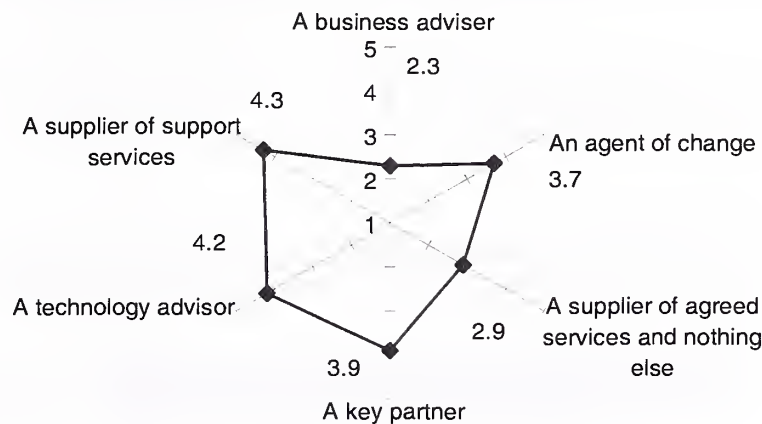 A business adviser
5
2.3
4
4.3
3
A supplier of support
services
An agent of change
3.7
2
1
4.2
A technology advisor
A supplier of agreed
services and nothing
else
2.9
3.9
A key partner